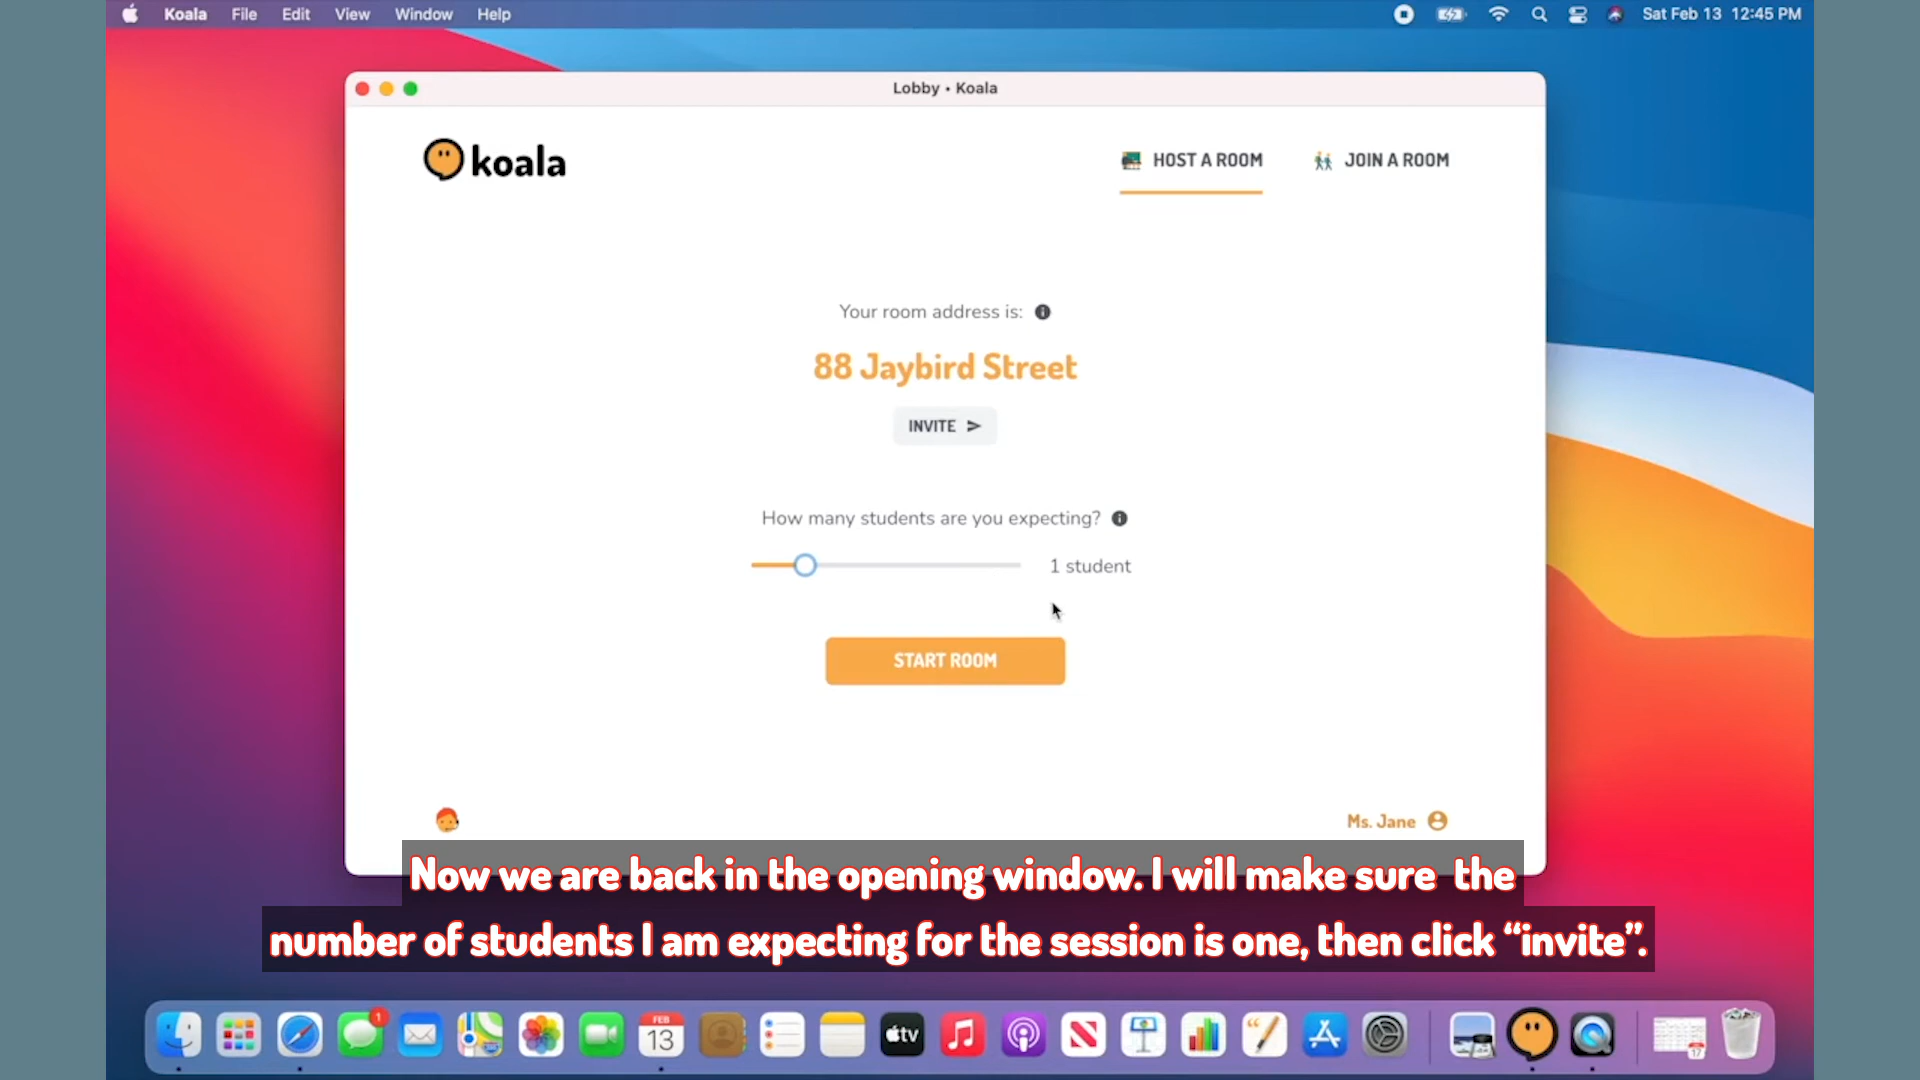 Koala File Edit View Window Help
Sat Feb 13 12:45 PM
Lobby • Koala
koala
HOST A ROOM
JOIN A ROOM
Your room address is:
88 Jaybird Street
INVITE
How many students are you expecting?
1 student
START ROOM
Ms. Jane
Now we are back in the opening window. I will make sure the
number of students I am expecting for the session is one, then click “invite”.
1
FEB
13
tv
17